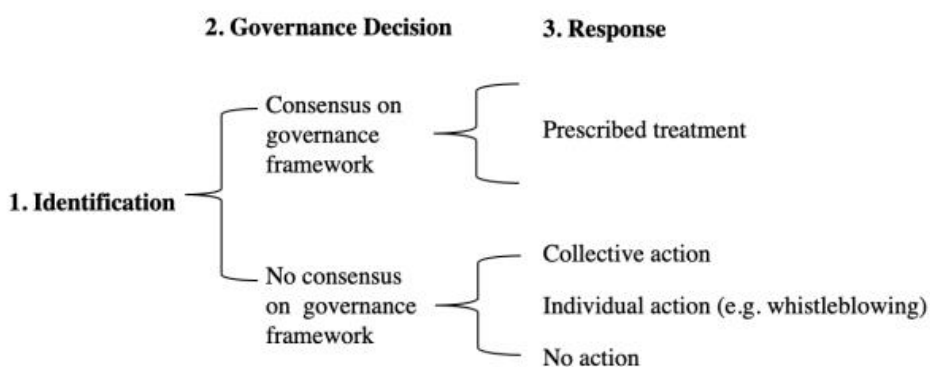 2. Governance Decision
3. Response
1. Identification
Consensus on
governance
framework
Prescribed treatment
No consensus
on governance
framework
Collective action
Individual action (e.g. whistleblowing)
No action